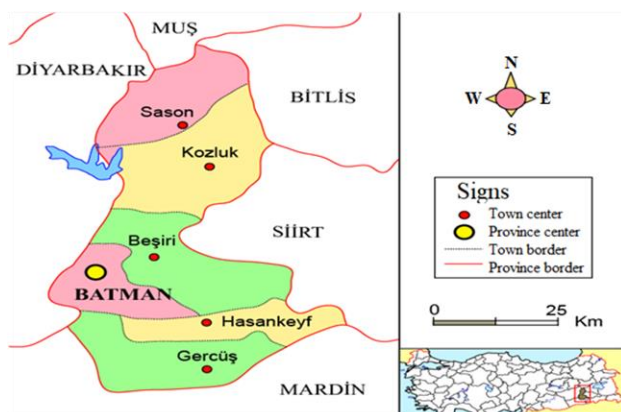 MUŞ
DİYARBAKIR
BİTLİS
Sason
Kozluk
SİİRT
Beşiri
BATMAN
Hasankeyf
Gercüş
MARDİN
N
W E
S
Signs
Town center
Province center
Town border
Province border
0 25
Km